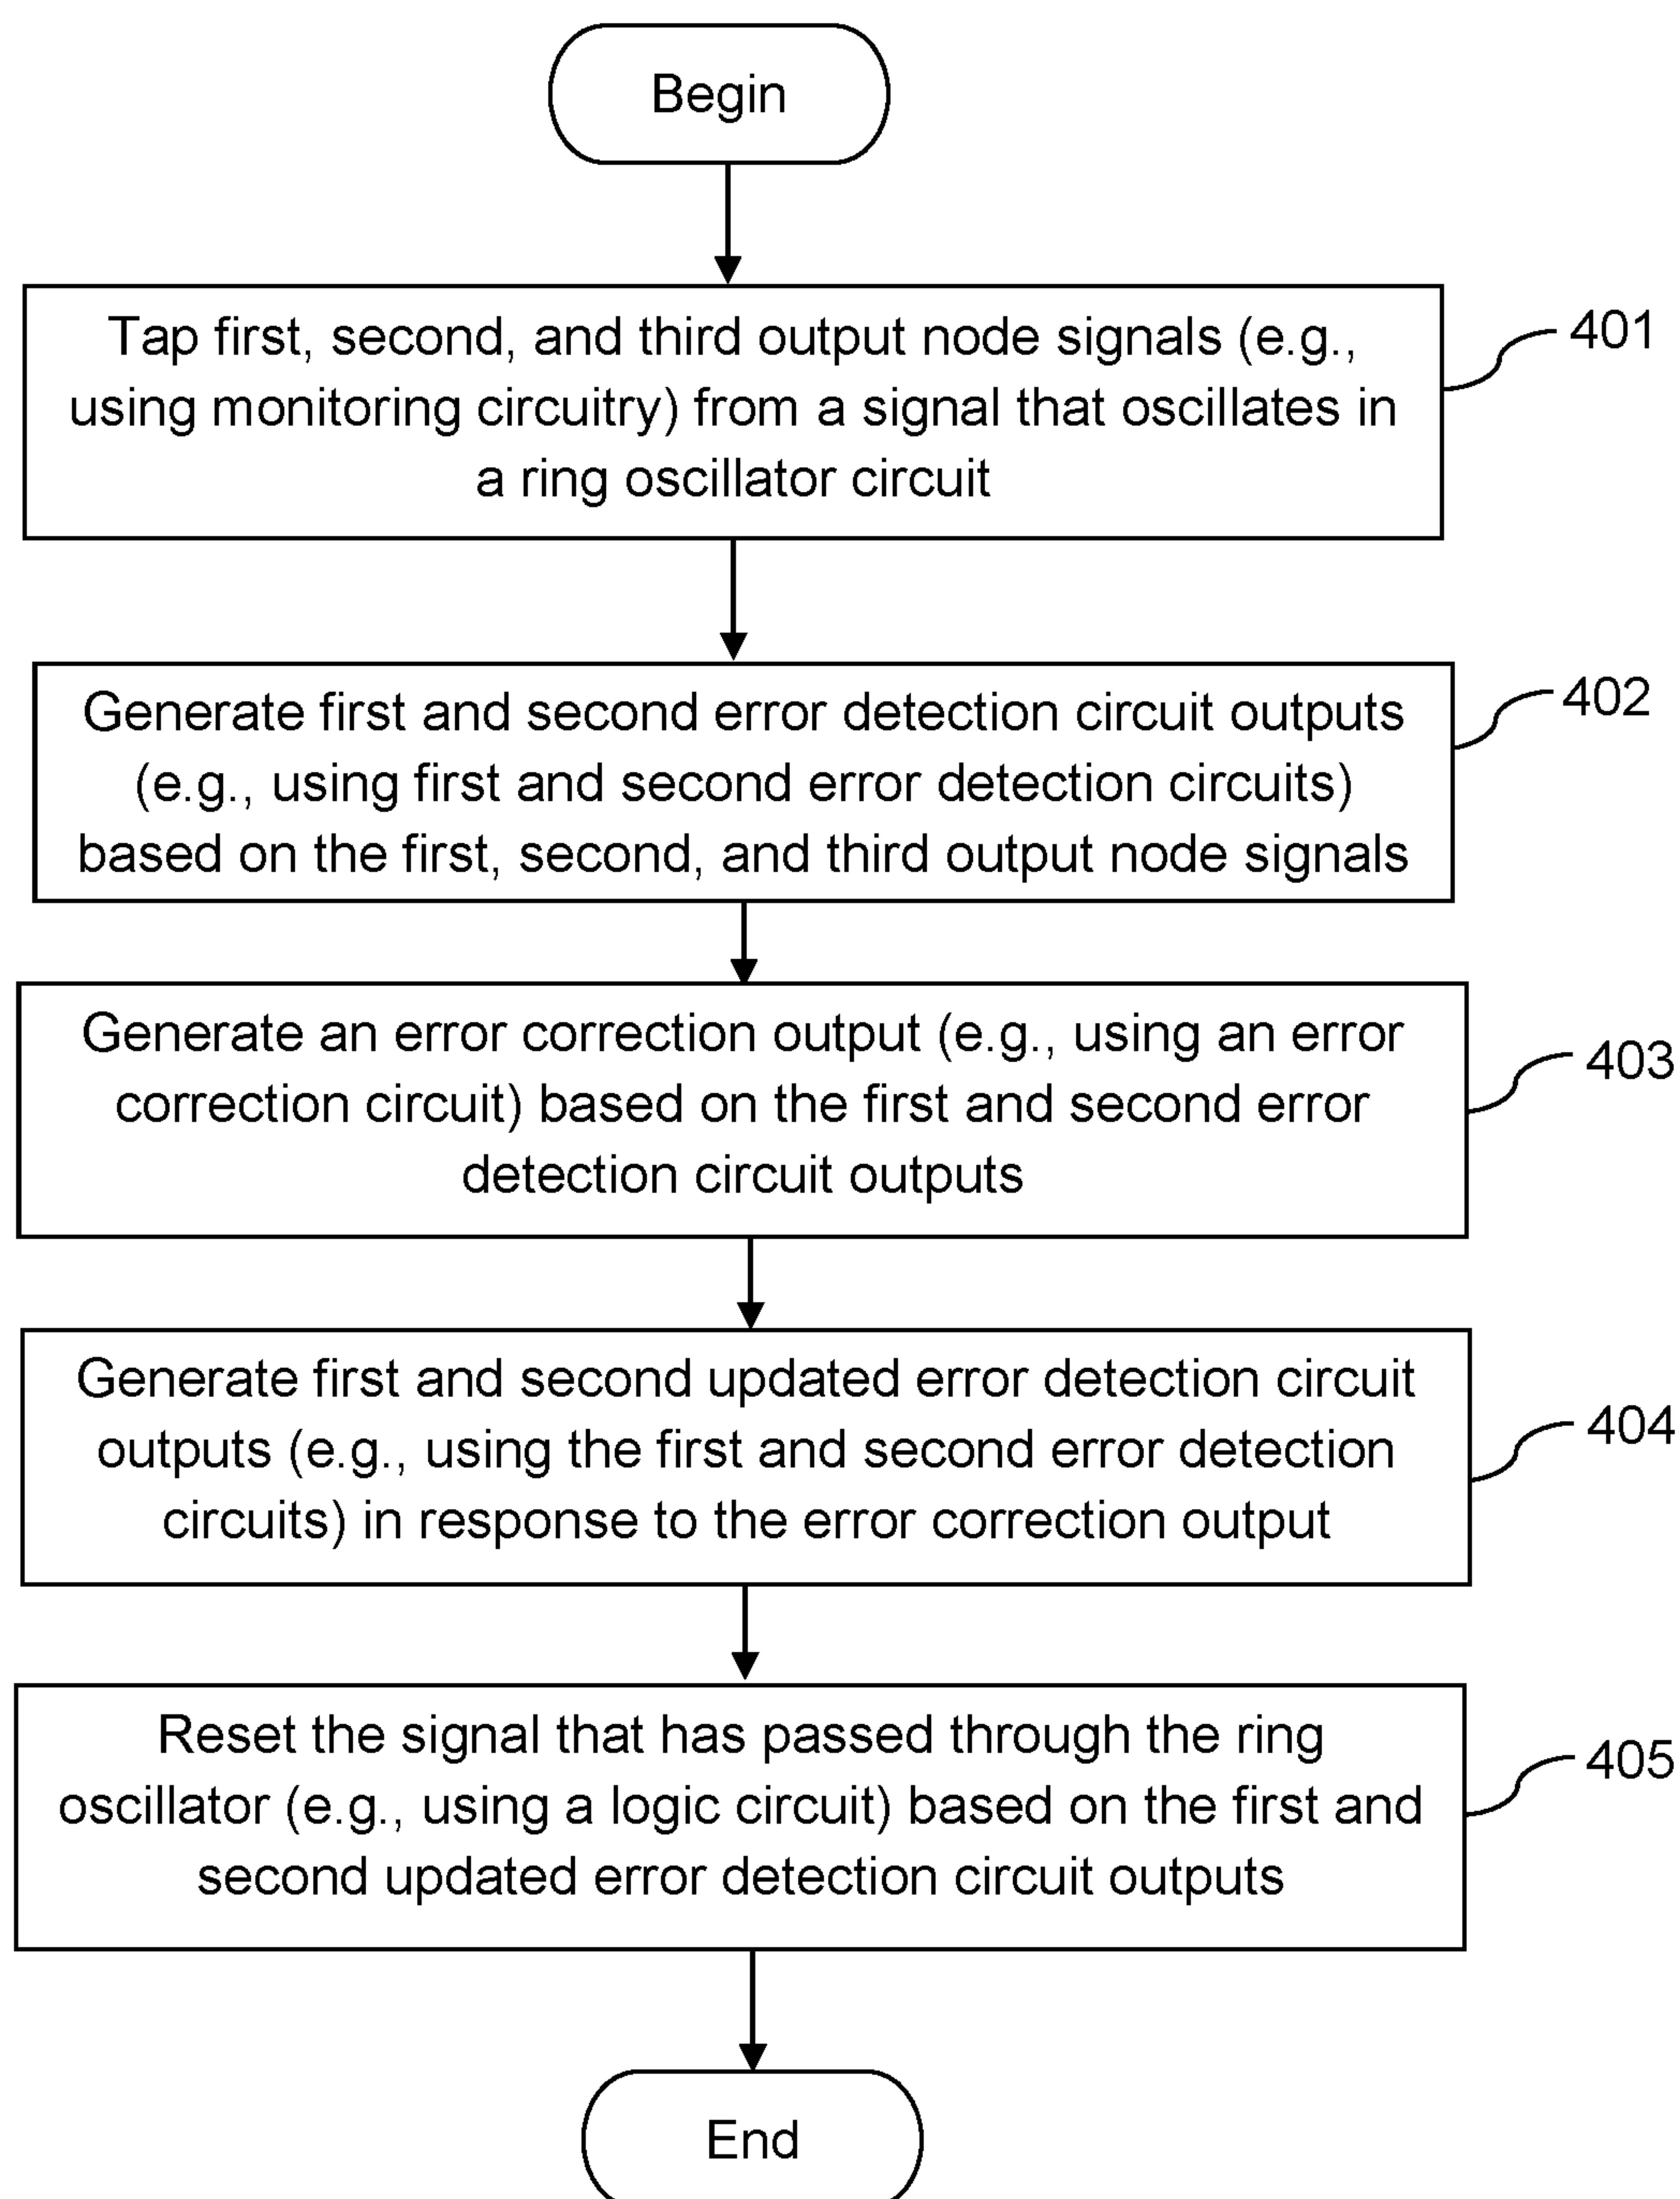 Begin
Tap first, second, and third output node signals (e.g.,
using monitoring circuitry) from a signal that oscillates in
a ring oscillator circuit
401
Generate first and second error detection circuit outputs
(e.g., using first and second error detection circuits)
based on the first, second, and third output node signals
402
Generate an error correction output (e.g., using an error
correction circuit) based on the first and second error
detection circuit outputs
403
Generate first and second updated error detection circuit
outputs (e.g., using the first and second error detection
circuits) in response to the error correction output
404
Reset the signal that has passed through the ring
oscillator (e.g., using a logic circuit) based on the first and
second updated error detection circuit outputs
405
End